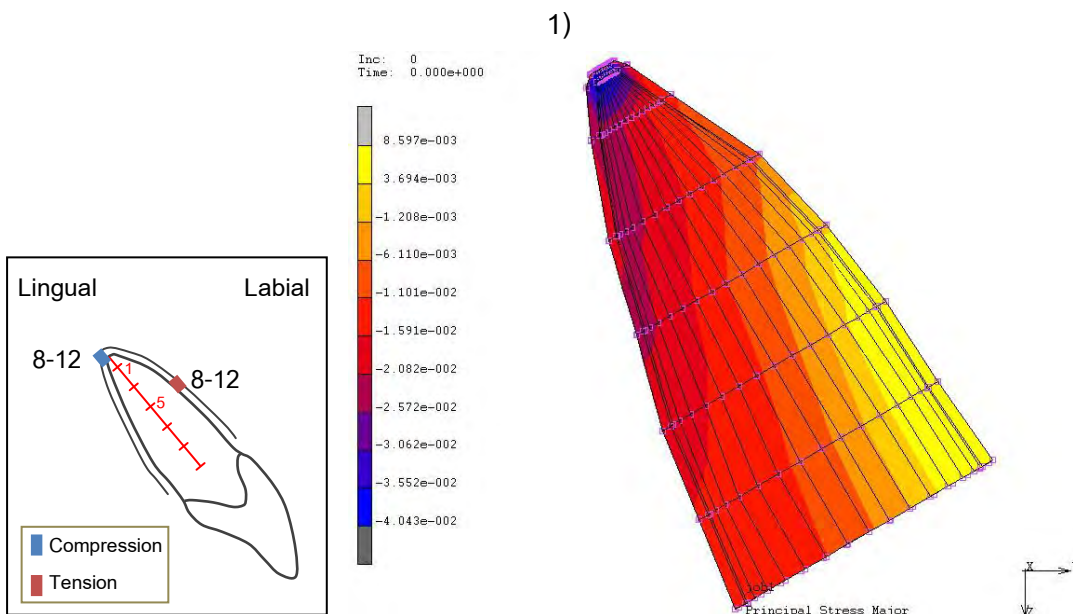 1)
Inc: 0
Time: 0.000e+000
8.597e-003
3.694e-003
-1.208e-003
-6.110e-003
-1.101e-002
-1.591e-002
-2.082e-002
-2.572e-002
-3.062e-002
-3.552e-002
-4.043e-002
Lingual Labial
8-12
8-12
1
5
Compression
Tension
job1
Principal Stress Major
X
Z